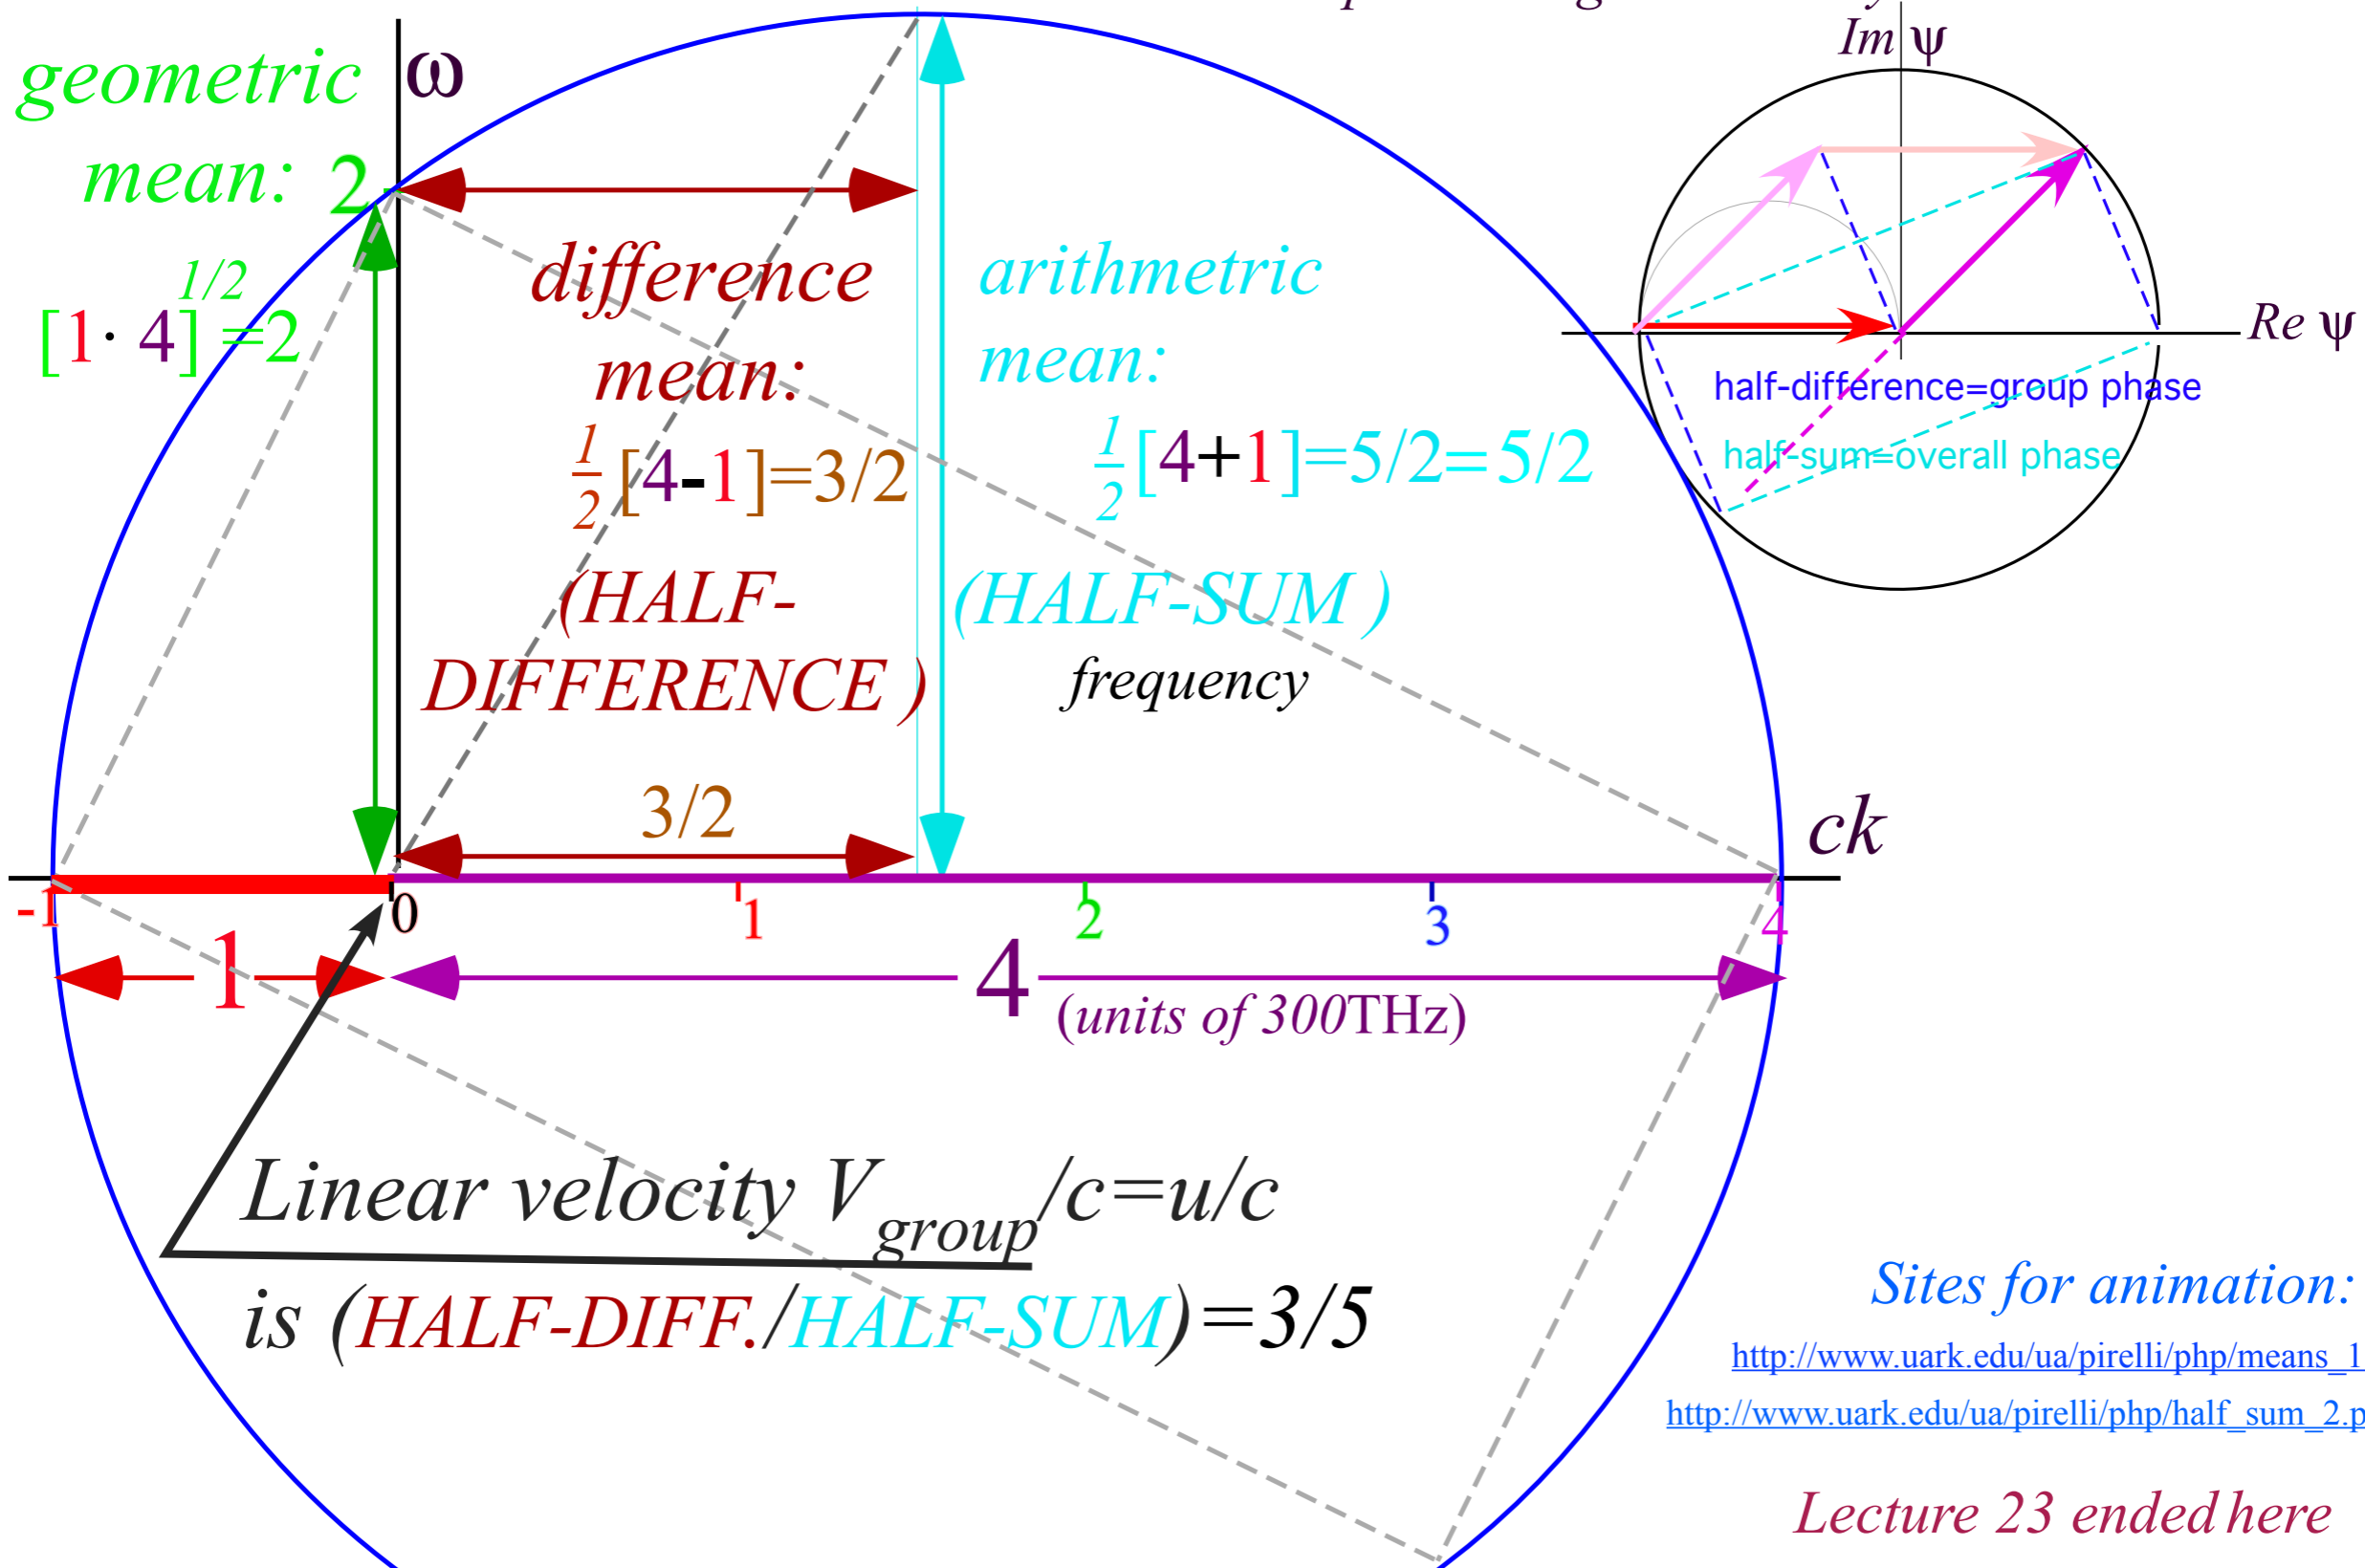 geometric
mean: 2
[1· 4]^1/2 =2
ω
difference
mean:
1/2 [4-1]=3/2
(HALF-
DIFFERENCE )
3/2
arithmetric
mean:
1/2 [4+1]=5/2=5/2
(HALF-SUM )
frequency
Im ψ
Re ψ
half-difference=group phase
half-sum=overall phase
ck
-1 0 1 2 3 4
1 4
(units of 300THz)
Linear velocity V_group/c=u/c
is (HALF-DIFF./HALF-SUM)=3/5
Sites for animation:
http://www.uark.edu/ua/pirelli/php/means_1
http://www.uark.edu/ua/pirelli/php/half_sum_2.p
Lecture 23 ended here